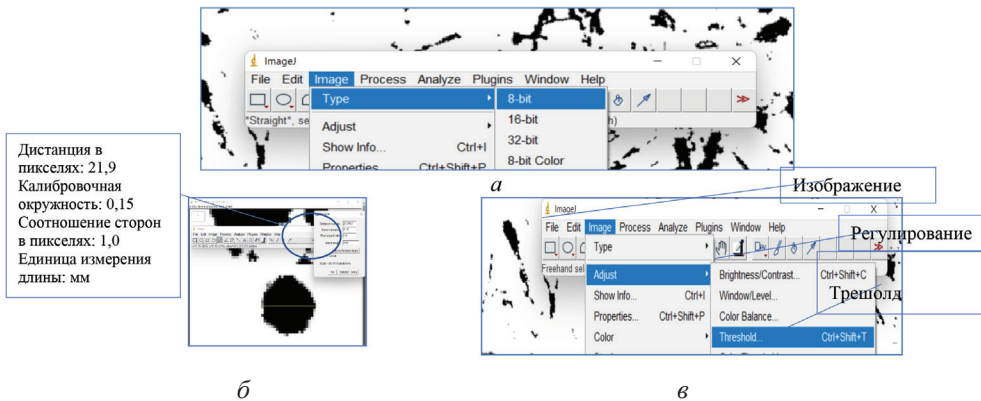 ImageJ
File Edit Image Process Analyze Plugins Window Help
Type
8-bit
*Straight*, se
16-bit
Adjust
32-bit
Show Info... Ctrl+I
8-bit Color
Properties... Ctrl+Shift+P
а
Дистанция в
пикселях: 21,9
Калибровочная
окружность: 0,15
Соотношение сторон
в пикселях: 1,0
Единица измерения
длины: мм
б
Изображение
ImageJ
File Edit Image Process Analyze Plugins Window Help
Регулирование
Type
Dev
Freehand sel
Adjust
Brightness/Contrast... Ctrl+Shift+C
Show Info... Ctrl+I
Window/Level...
Трешолд
Properties... Ctrl+Shift+P
Color Balance...
Color
Threshold... Ctrl+Shift+T
в